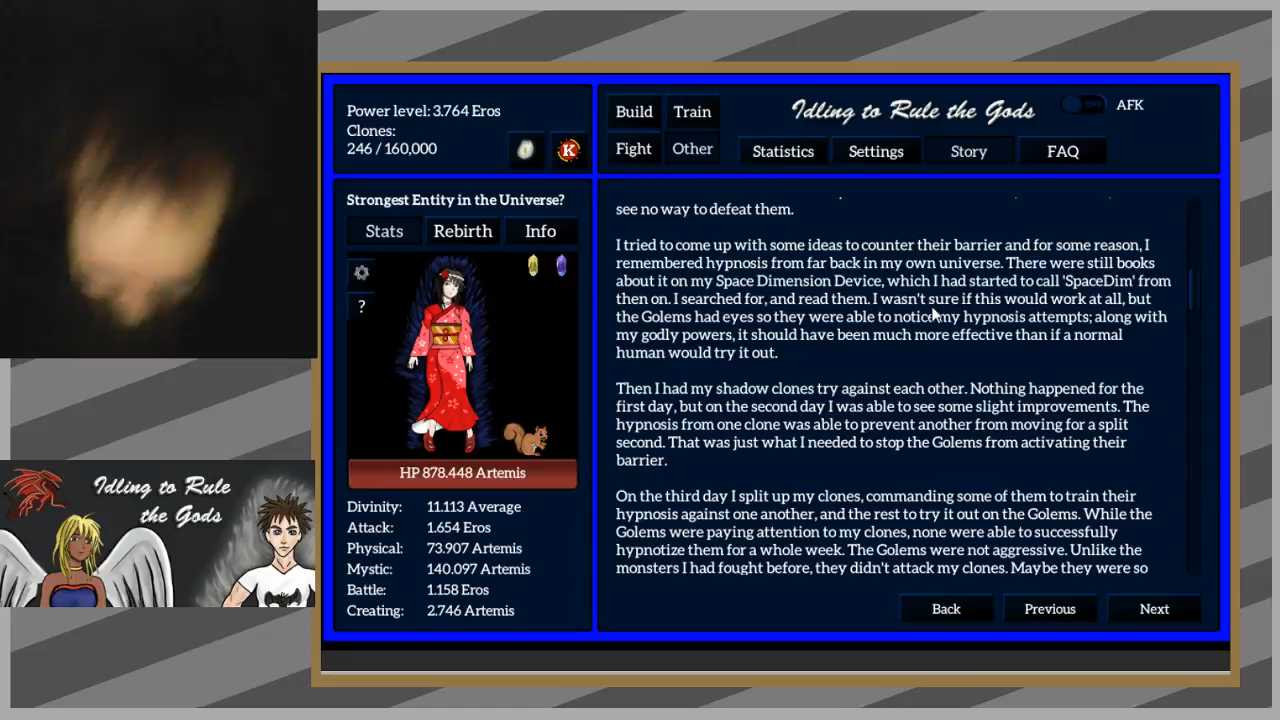 Power level: 3.764 Eros
Clones:
246 / 160,000
K
Build
Train
Fight
Other
Idling to Rule the Gods
OFF
AFK
Statistics
Settings
Story
FAQ
Strongest Entity in the Universe?
Stats
Rebirth
Info
?
HP 878.448 Artemis
Divinity: 11.113 Average
Attack: 1.654 Eros
Physical: 73.907 Artemis
Mystic: 140.097 Artemis
Battle: 1.158 Eros
Creating: 2.746 Artemis
see no way to defeat them.
I tried to come up with some ideas to counter their barrier and for some reason, I
remembered hypnosis from far back in my own universe. There were still books
about it on my Space Dimension Device, which I had started to call 'SpaceDim' from
then on. I searched for, and read them. I wasn't sure if this would work at all, but
the Golems had eyes so they were able to notice my hypnosis attempts; along with
my godly powers, it should have been much more effective than if a normal
human would try it out.
Then I had my shadow clones try against each other. Nothing happened for the
first day, but on the second day I was able to see some slight improvements. The
hypnosis from one clone was able to prevent another from moving for a split
second. That was just what I needed to stop the Golems from activating their
barrier.
On the third day I split up my clones, commanding some of them to train their
hypnosis against one another, and the rest to try it out on the Golems. While the
Golems were paying attention to my clones, none were able to successfully
hypnotize them for a whole week. The Golems were not aggressive. Unlike the
monsters I had fought before, they didn't attack my clones. Maybe they were so
Back
Previous
Next
Idling to Rule
the Gods